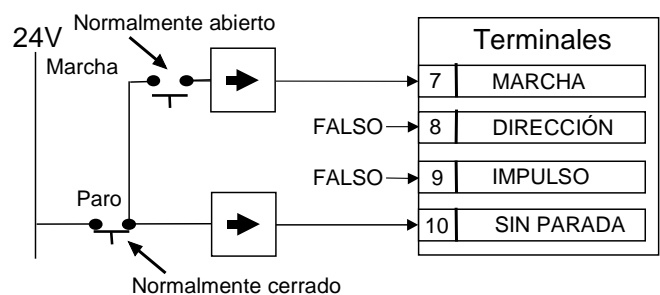 Normalmente abierto
24V
Marcha
Terminales
7 MARCHA
FALSO 8 DIRECCIÓN
FALSO 9 IMPULSO
Paro
10 SIN PARADA
Normalmente cerrado